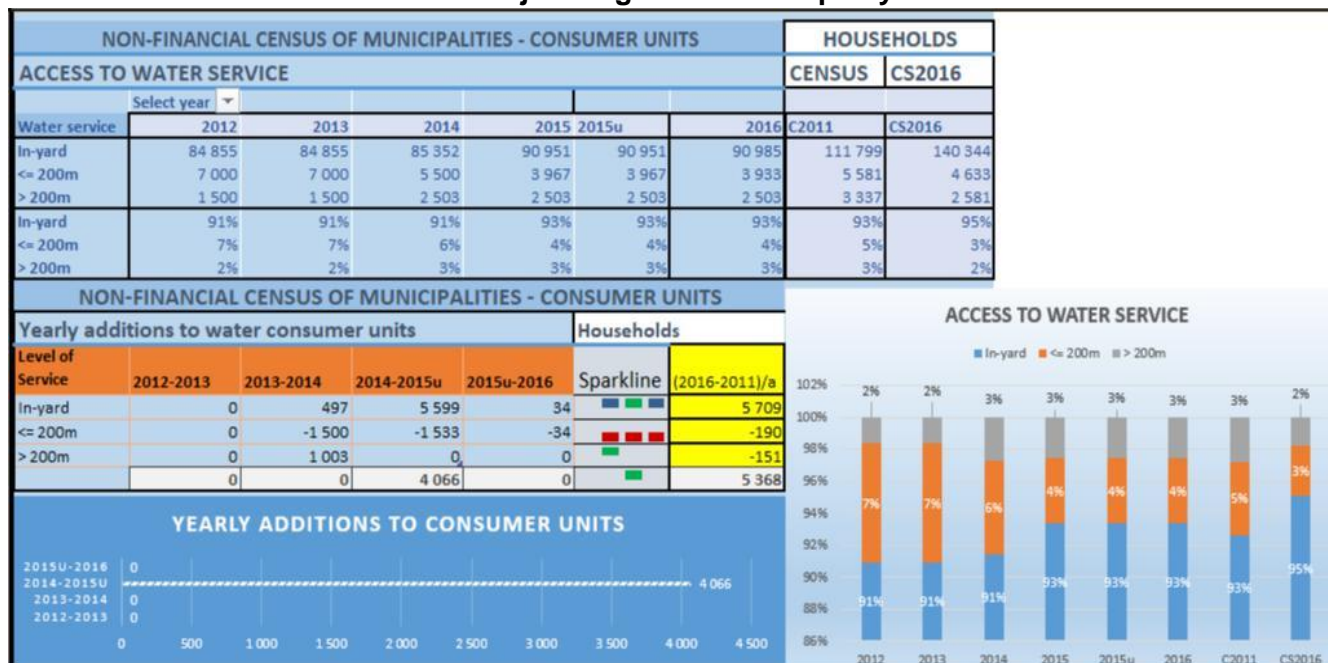 NON-FINANCIAL CENSUS OF MUNICIPALITIES - CONSUMER UNITS HOUSEHOLDS
ACCESS TO WATER SERVICE CENSUS CS2016
Select year
Water service 2012 2013 2014 2015 2015u 2016 C2011 CS2016
In-yard 84 855 84 855 85 352 90 951 90 951 90 985 111 799 140 344
<= 200m 7 000 7 000 5 500 3 967 3 967 3 933 5 581 4 633
> 200m 1 500 1 500 2 503 2 503 2 503 2 503 3 337 2 581
In-yard 91% 91% 91% 93% 93% 93% 93% 95%
<= 200m 7% 7% 6% 4% 4% 4% 5% 3%
> 200m 2% 2% 3% 3% 3% 3% 3% 2%
NON-FINANCIAL CENSUS OF MUNICIPALITIES - CONSUMER UNITS
Yearly additions to water consumer units Households
Level of
Service 2012-2013 2013-2014 2014-2015u 2015u-2016 Sparkline (2016-2011)/a
In-yard 0 497 5 599 34 5 709
<= 200m 0 -1 500 -1 533 -34 -190
> 200m 0 1 003 0 0 -151
0 0 4 066 0 5 368
YEARLY ADDITIONS TO CONSUMER UNITS
2015U-2016 0
2014-2015U 4 066
2013-2014 0
2012-2013 0
0 500 1 000 1 500 2 000 2 500 3 000 3 500 4 000 4 500
ACCESS TO WATER SERVICE
In-yard <= 200m > 200m
102%
2% 2% 3% 3% 3% 3% 3% 2%
100%
98%
96%
7% 7% 6% 4% 4% 4% 5% 3%
94%
92%
90%
91% 91% 91% 93% 93% 93% 93% 95%
88%
86%
2012 2013 2014 2015 2015u 2016 C2011 CS2016